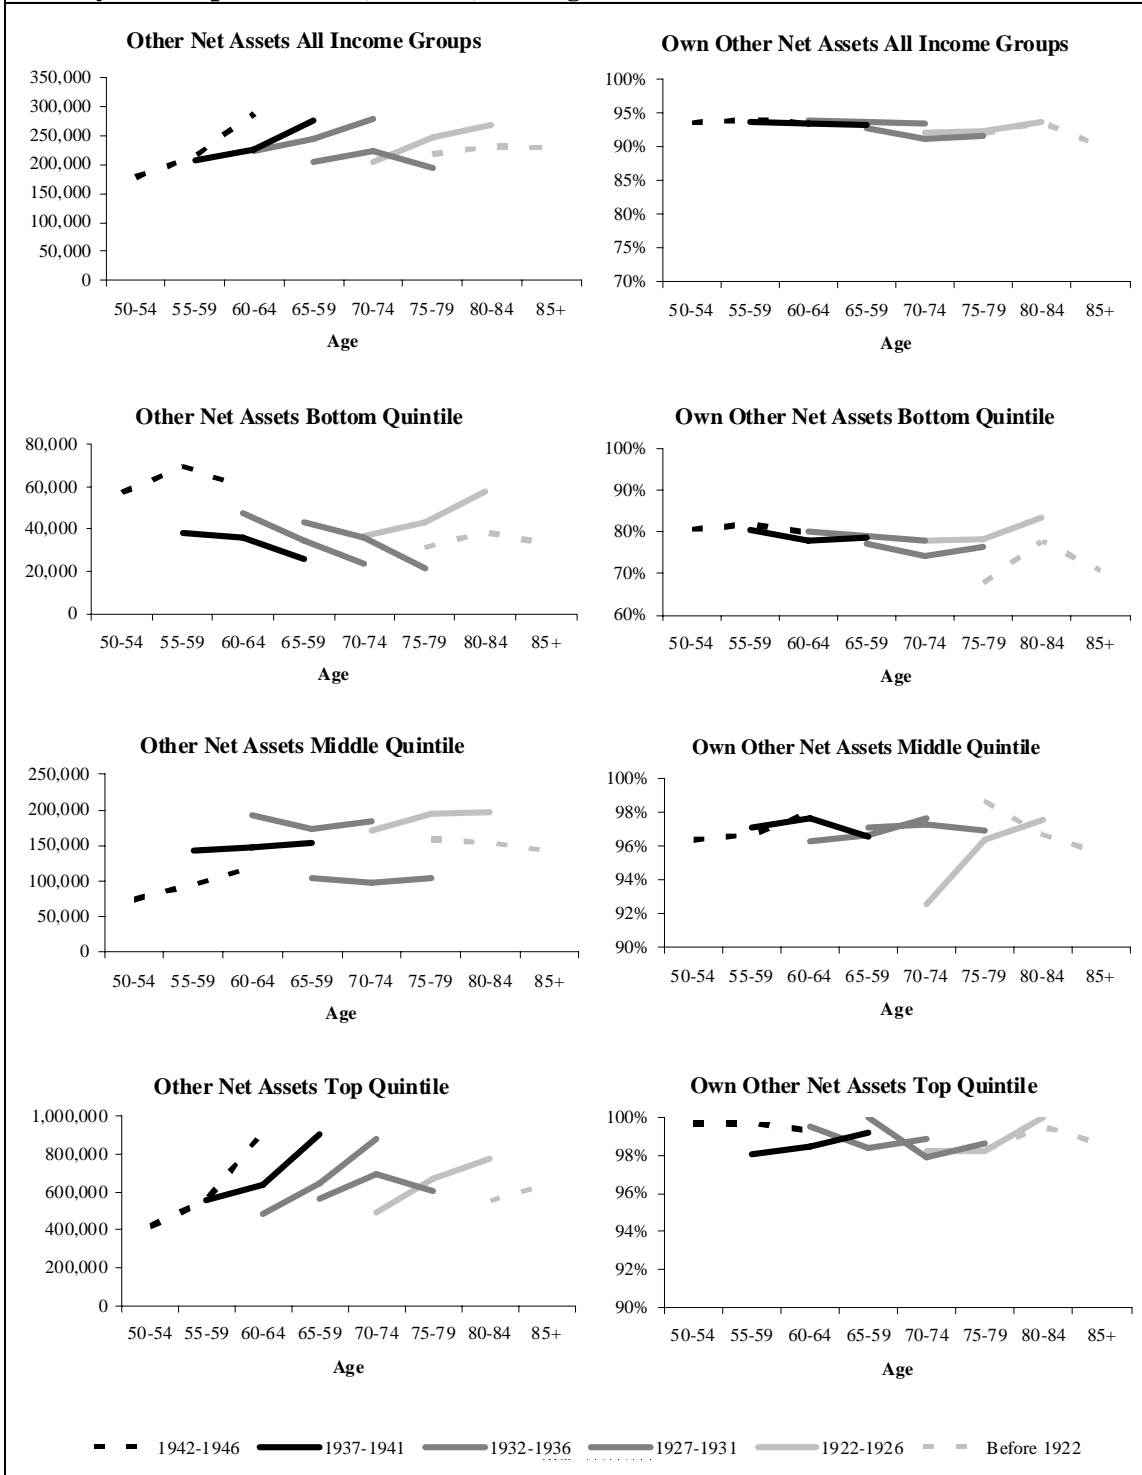 Other Net Assets All Income Groups
350,000
300,000
250,000
200,000
150,000
100,000
50,000
0
50-54 55-59 60-64 65-59 70-74 75-79 80-84 85+
Age
Own Other Net Assets All Income Groups
100%
95%
90%
85%
80%
75%
70%
50-54 55-59 60-64 65-59 70-74 75-79 80-84 85+
Age
Other Net Assets Bottom Quintile
80,000
60,000
40,000
20,000
0
50-54 55-59 60-64 65-59 70-74 75-79 80-84 85+
Age
Own Other Net Assets Bottom Quintile
100%
90%
80%
70%
60%
50-54 55-59 60-64 65-59 70-74 75-79 80-84 85+
Age
Other Net Assets Middle Quintile
250,000
200,000
150,000
100,000
50,000
0
50-54 55-59 60-64 65-59 70-74 75-79 80-84 85+
Age
Own Other Net Assets Middle Quintile
100%
98%
96%
94%
92%
90%
50-54 55-59 60-64 65-59 70-74 75-79 80-84 85+
Age
Other Net Assets Top Quintile
1,000,000
800,000
600,000
400,000
200,000
0
50-54 55-59 60-64 65-59 70-74 75-79 80-84 85+
Age
Own Other Net Assets Top Quintile
100%
98%
96%
94%
92%
90%
50-54 55-59 60-64 65-59 70-74 75-79 80-84 85+
Age
1942-1946 1937-1941 1932-1936 1927-1931 1922-1926 Before 1922